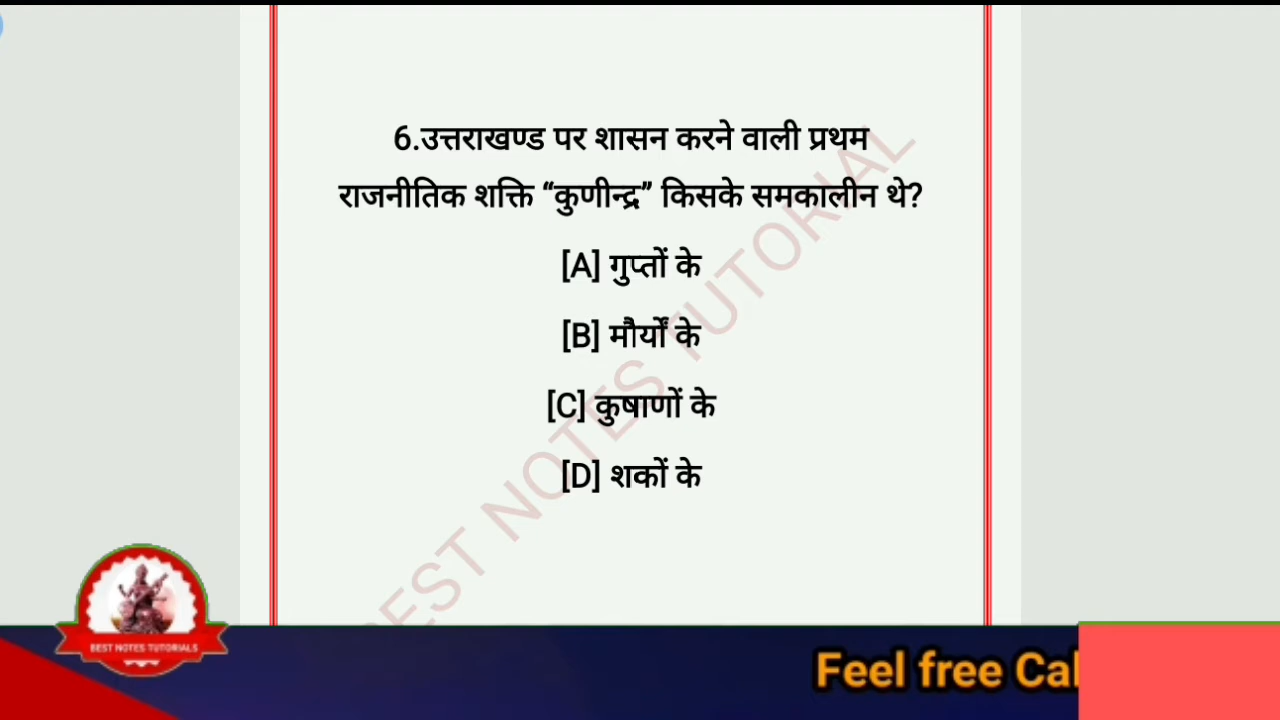 6.उत्तराखण्ड पर शासन करने वाली प्रथम
राजनीतिक शक्ति “कुणीन्द्र” किसके समकालीन थे?
[A] गुप्तों के
[B] मौर्यों के
[C] कुषाणों के
[D] शकों के
BEST NOTES TUTORIAL
BEST NOTES TUTORIALS
Feel free Cal